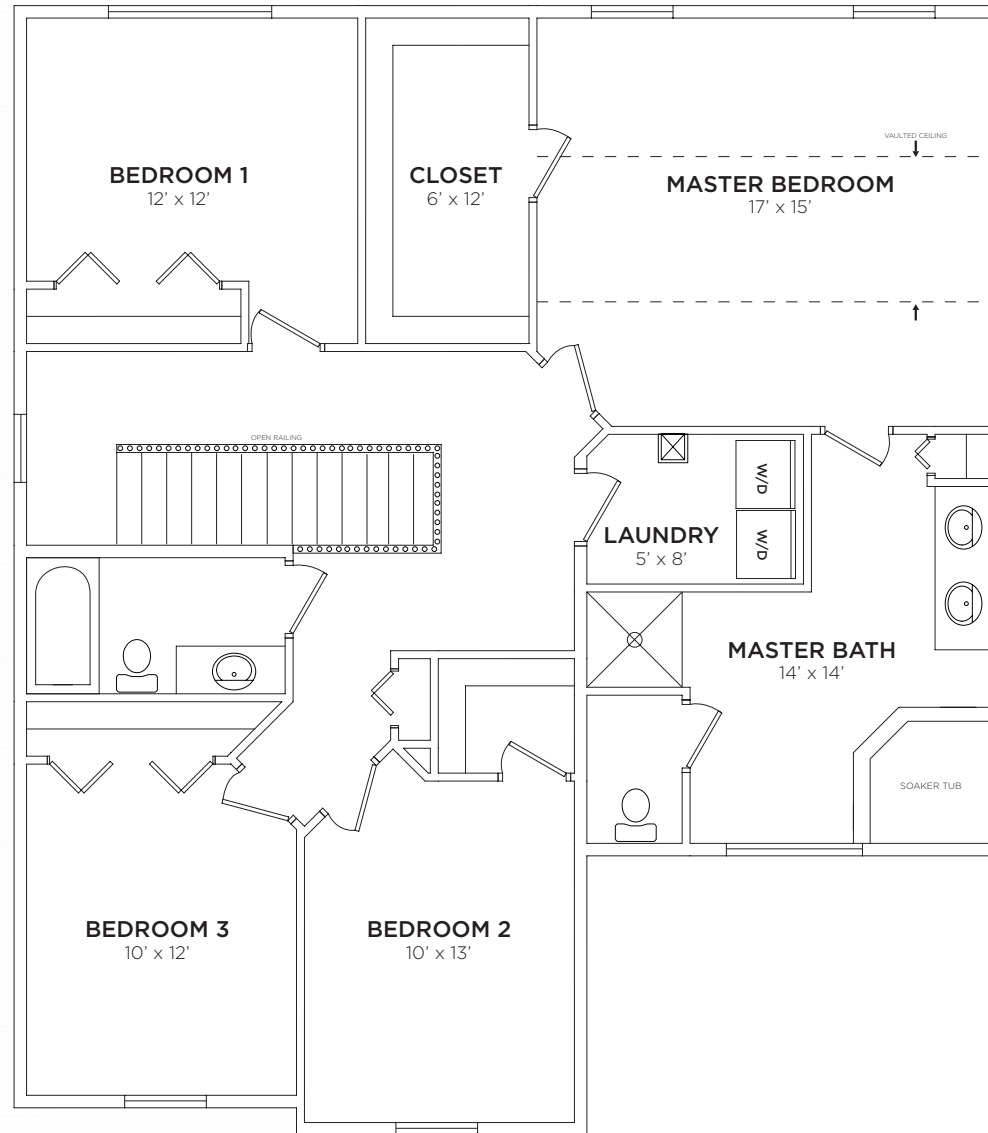 BEDROOM 1
12’ x 12’
CLOSET
6’ x 12’
VAULTED CEILING
MASTER BEDROOM
17’ x 15’
OPEN RAILING
W/D
W/D
LAUNDRY
5’ x 8’
MASTER BATH
14’ x 14’
SOAKER TUB
BEDROOM 3
10’ x 12’
BEDROOM 2
10’ x 13’